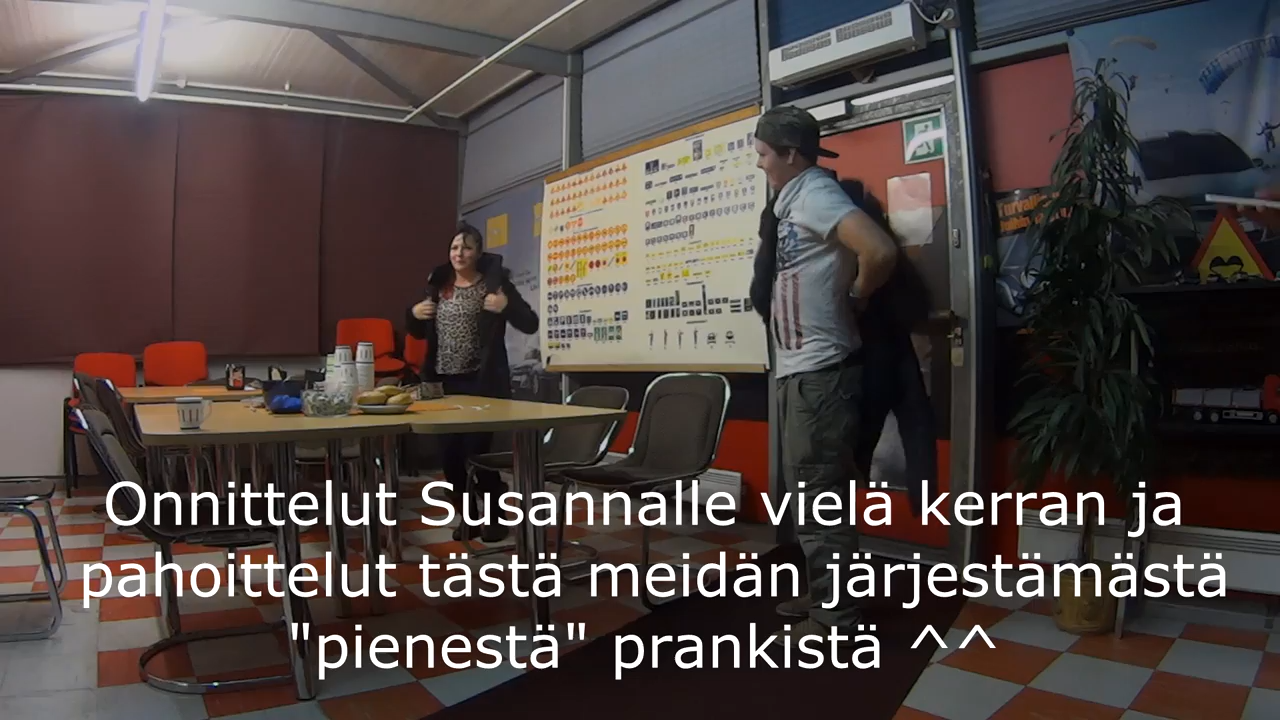 Onnittelut Susannalle vielä kerran ja
pahoittelut tästä meidän järjestämästä
"pienestä" prankistä ^^